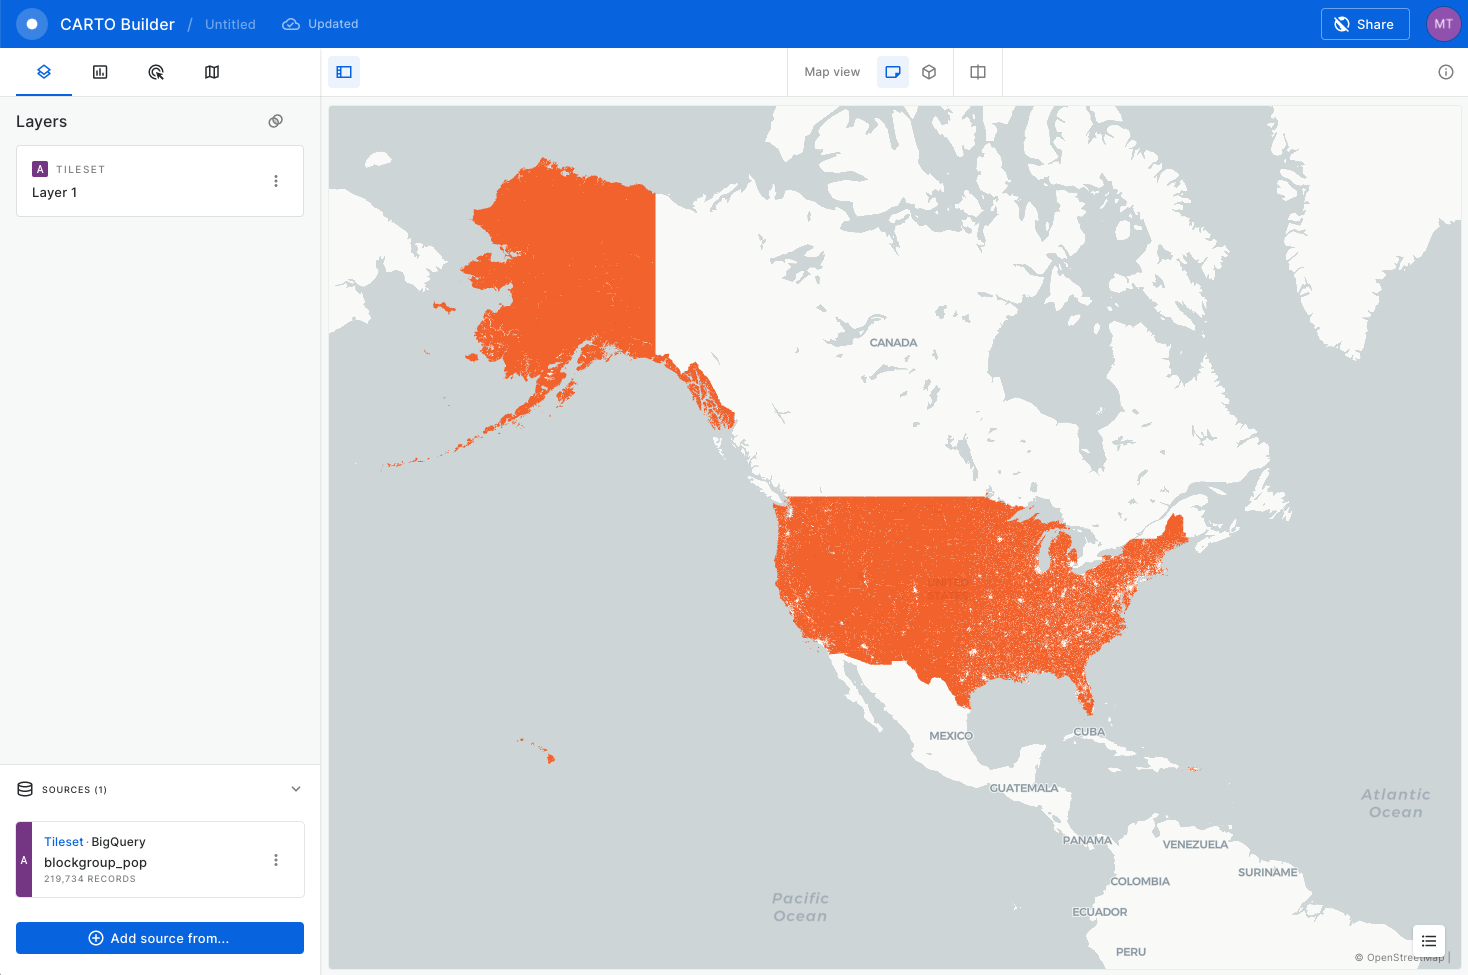 CARTO Builder / Untitled Updated
Share
MT
Map view
Layers
A TILESET
Layer 1
CANADA
UNITED
STATES
MEXICO
CUBA
GUATEMALA
Atlantic
Ocean
PANAMA
VENEZUELA
SURINAME
COLOMBIA
Pacific
Ocean
ECUADOR
PERU
© OpenStreetMap
SOURCES (1)
Tileset · BigQuery
A
blockgroup_pop
219,734 RECORDS
Add source from...